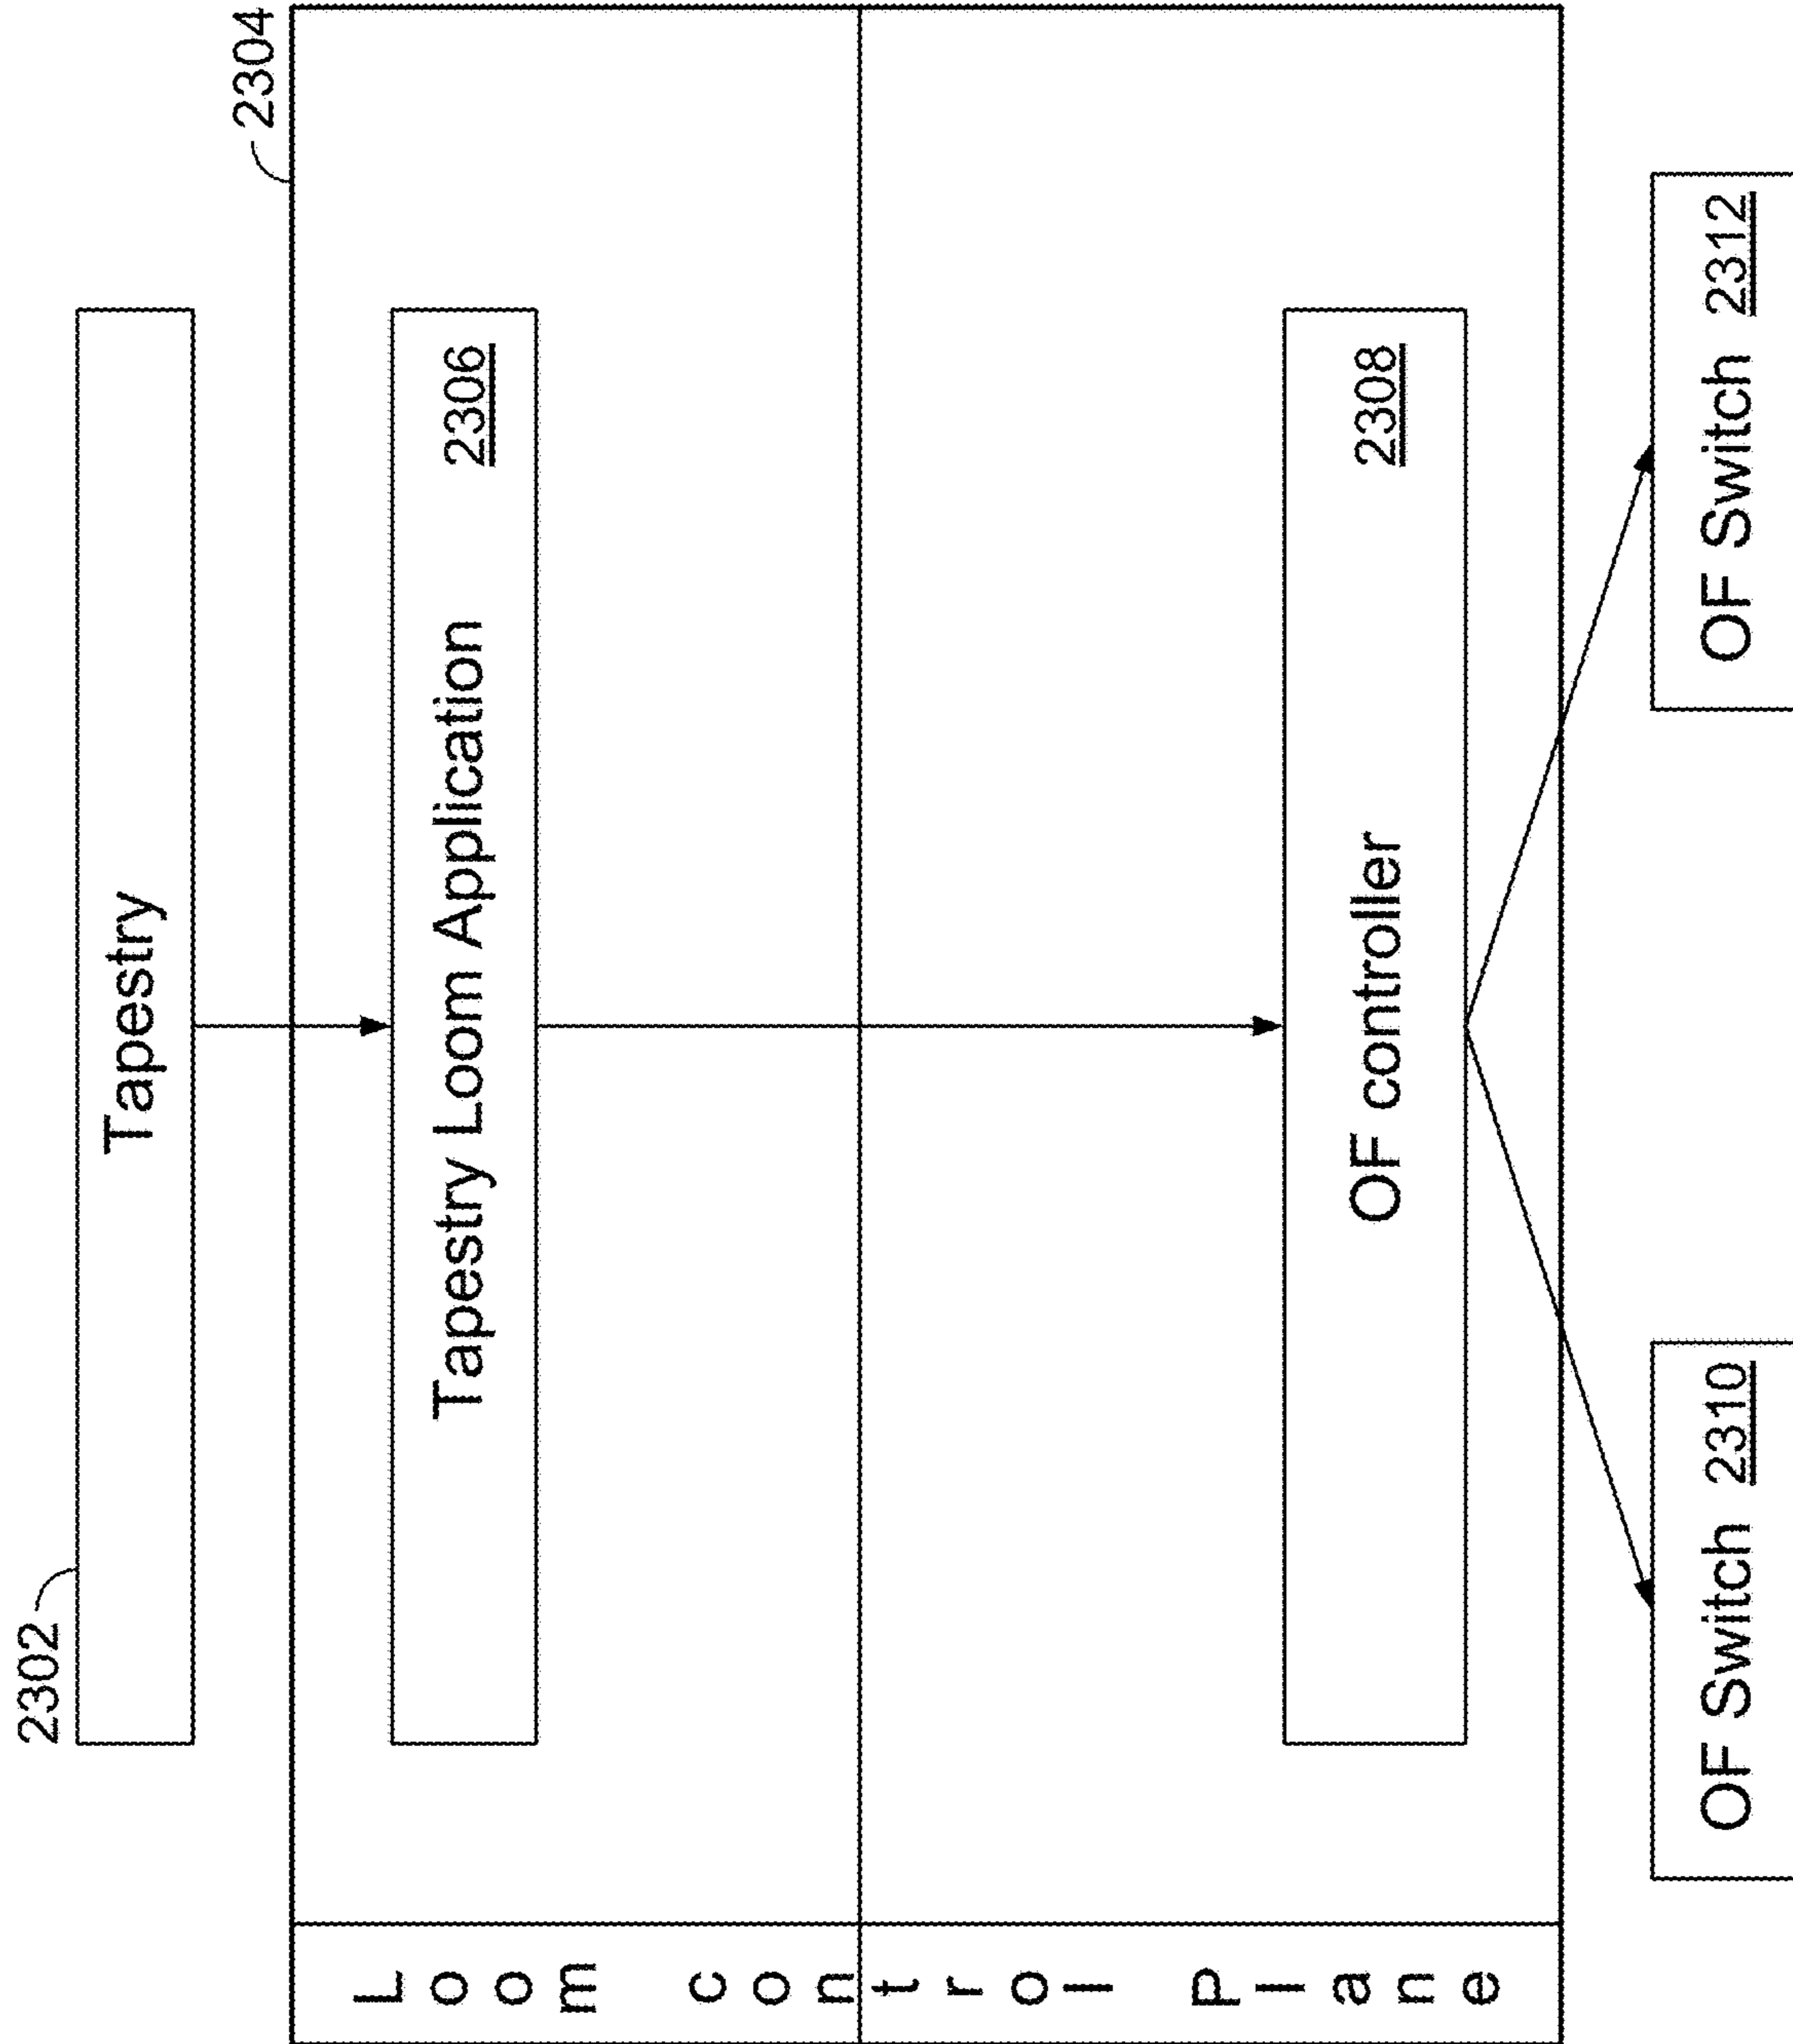 2302
Tapestry
2304
Tapestry Loom Application 2306
OF controller 2308
Loom control Plane
OF Switch 2310
OF Switch 2312